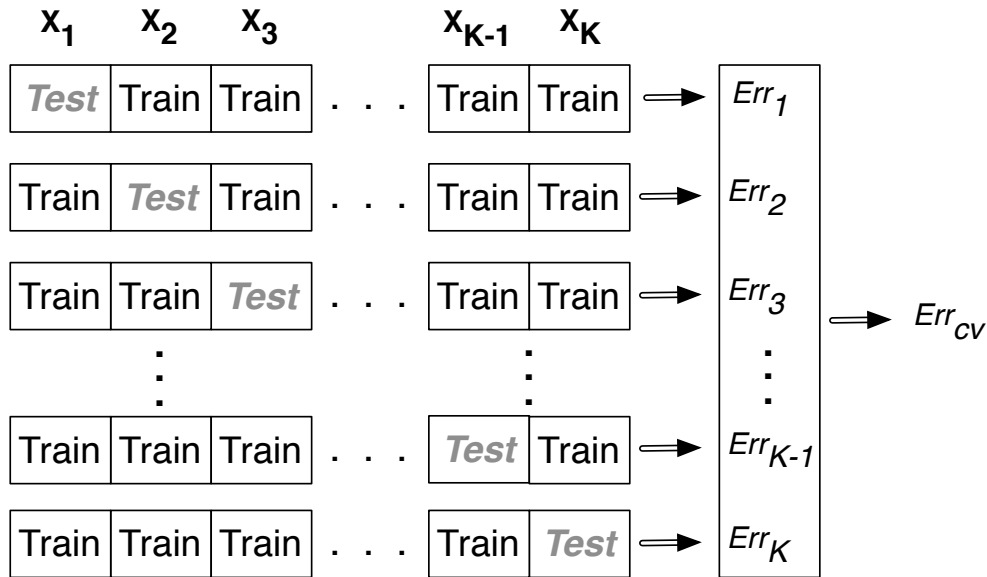 X1 X2 X3 XK-1 XK
Test Train Train . . . Train Train Err1
Train Test Train . . . Train Train Err2
Train Train Test . . . Train Train Err3
Errcv
Train Train Train . . . Test Train ErrK-1
Train Train Train . . . Train Test ErrK